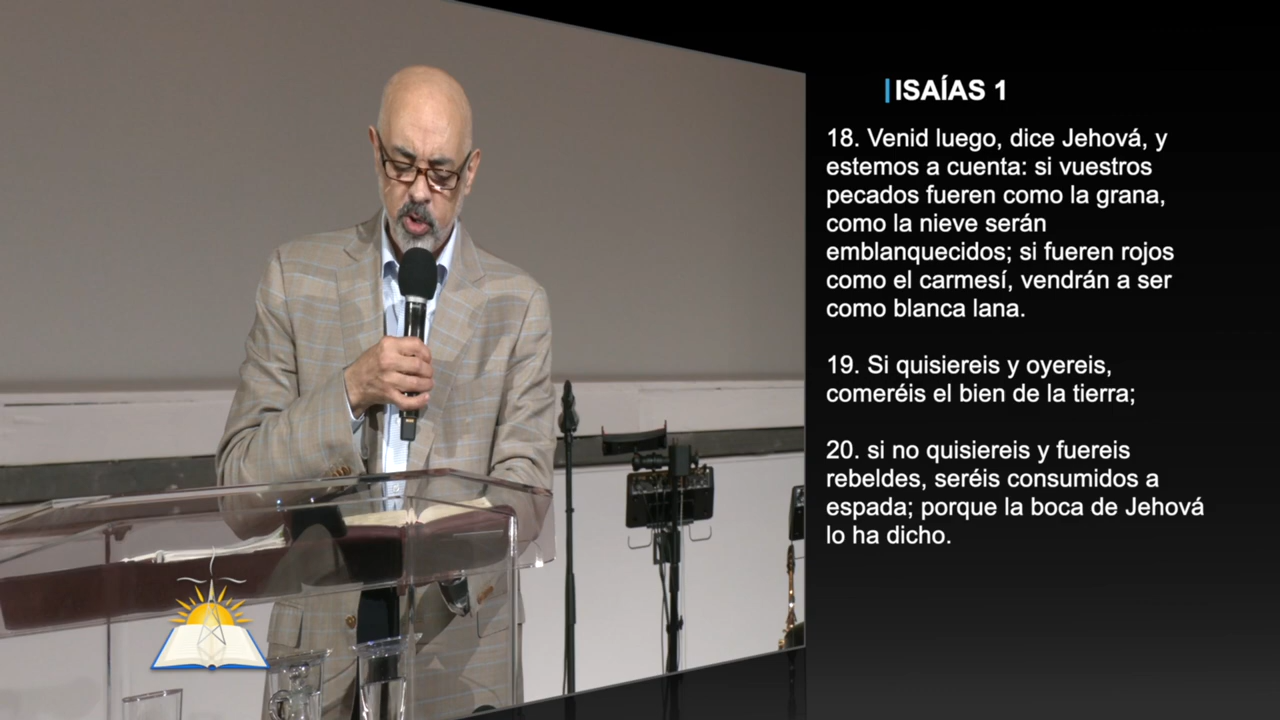 ISAÍAS 1
18. Venid luego, dice Jehová, y
estemos a cuenta: si vuestros
pecados fueren como la grana,
como la nieve serán
emblanquecidos; si fueren rojos
como el carmesí, vendrán a ser
como blanca lana.
19. Si quisiereis y oyereis,
comeréis el bien de la tierra;
20. si no quisiereis y fuereis
rebeldes, seréis consumidos a
espada; porque la boca de Jehová
lo ha dicho.